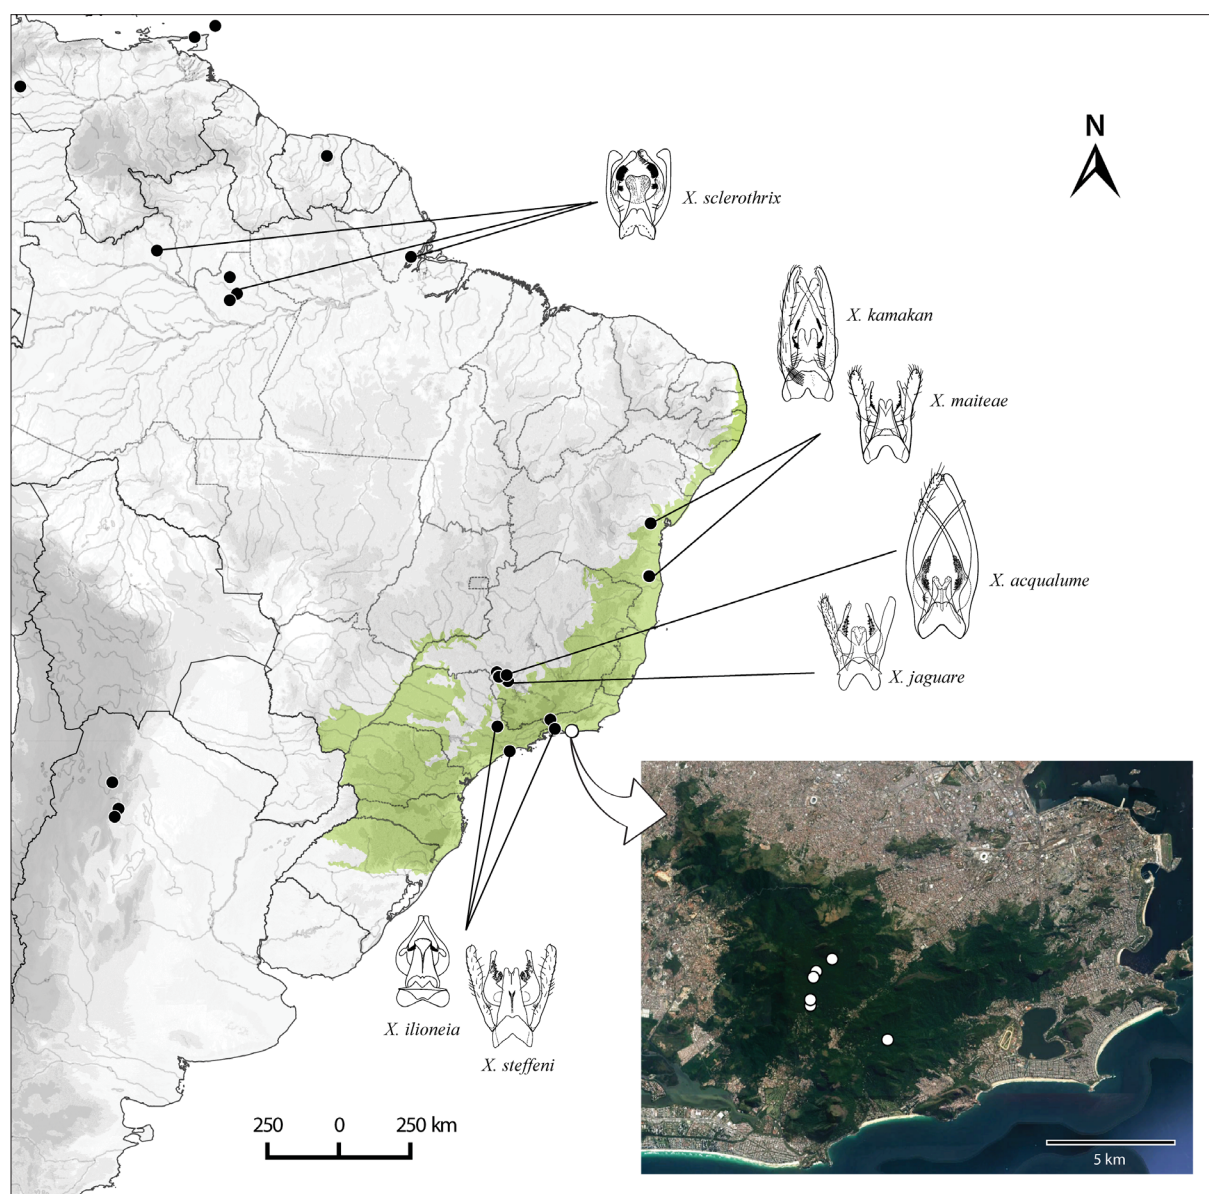 N
X. sclerothrix
X. kamakan
X. maiteae
X. acqualume
X. jaguare
X. ilioneia
X. steffeni
250 0 250 km
5 km